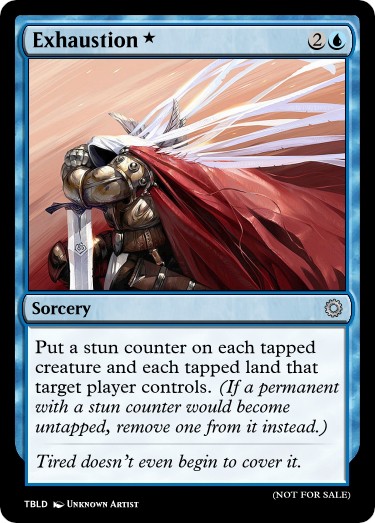 Exhaustion ★ 2
Sorcery
Put a stun counter on each tapped
creature and each tapped land that
target player controls. (If a permanent
with a stun counter would become
untapped, remove one from it instead.)
Tired doesn't even begin to cover it.
TBLD Unknown Artist
(NOT FOR SALE)